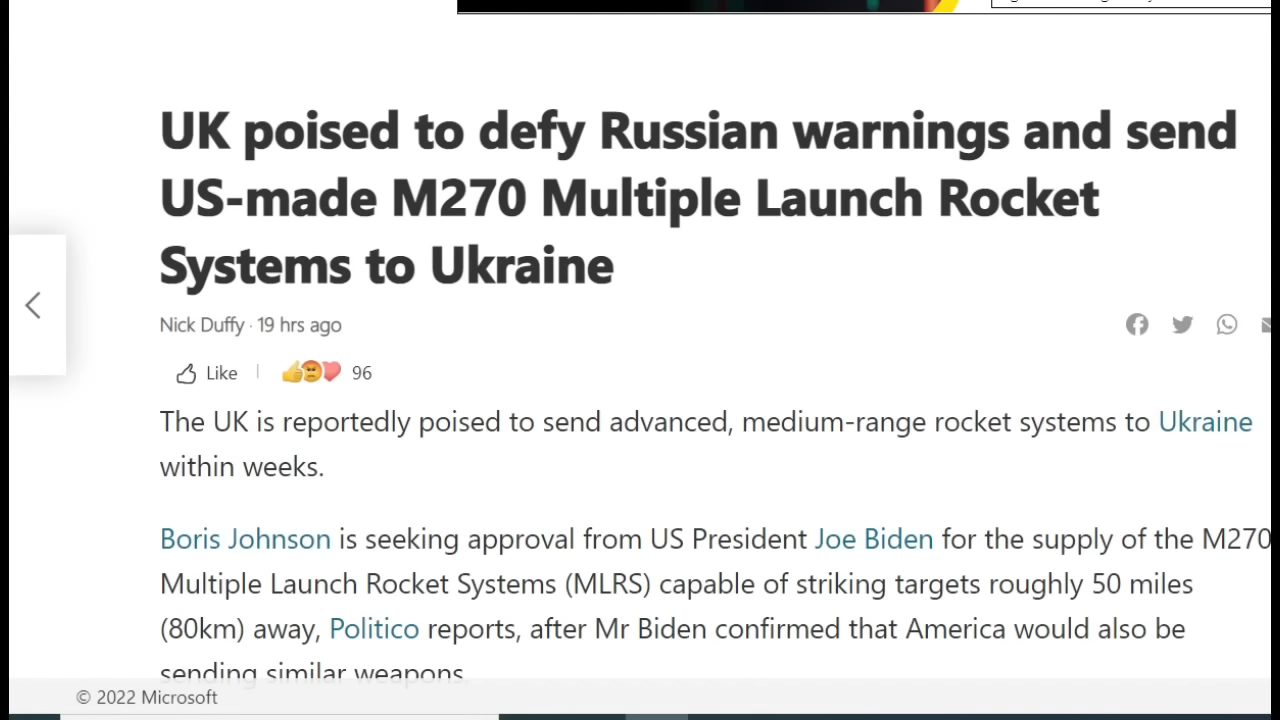 UK poised to defy Russian warnings and send
US-made M270 Multiple Launch Rocket
Systems to Ukraine
Nick Duffy · 19 hrs ago
Like
96
The UK is reportedly poised to send advanced, medium-range rocket systems to Ukraine
within weeks.
Boris Johnson is seeking approval from US President Joe Biden for the supply of the M270
Multiple Launch Rocket Systems (MLRS) capable of striking targets roughly 50 miles
(80km) away, Politico reports, after Mr Biden confirmed that America would also be
sending similar weapons.
© 2022 Microsoft